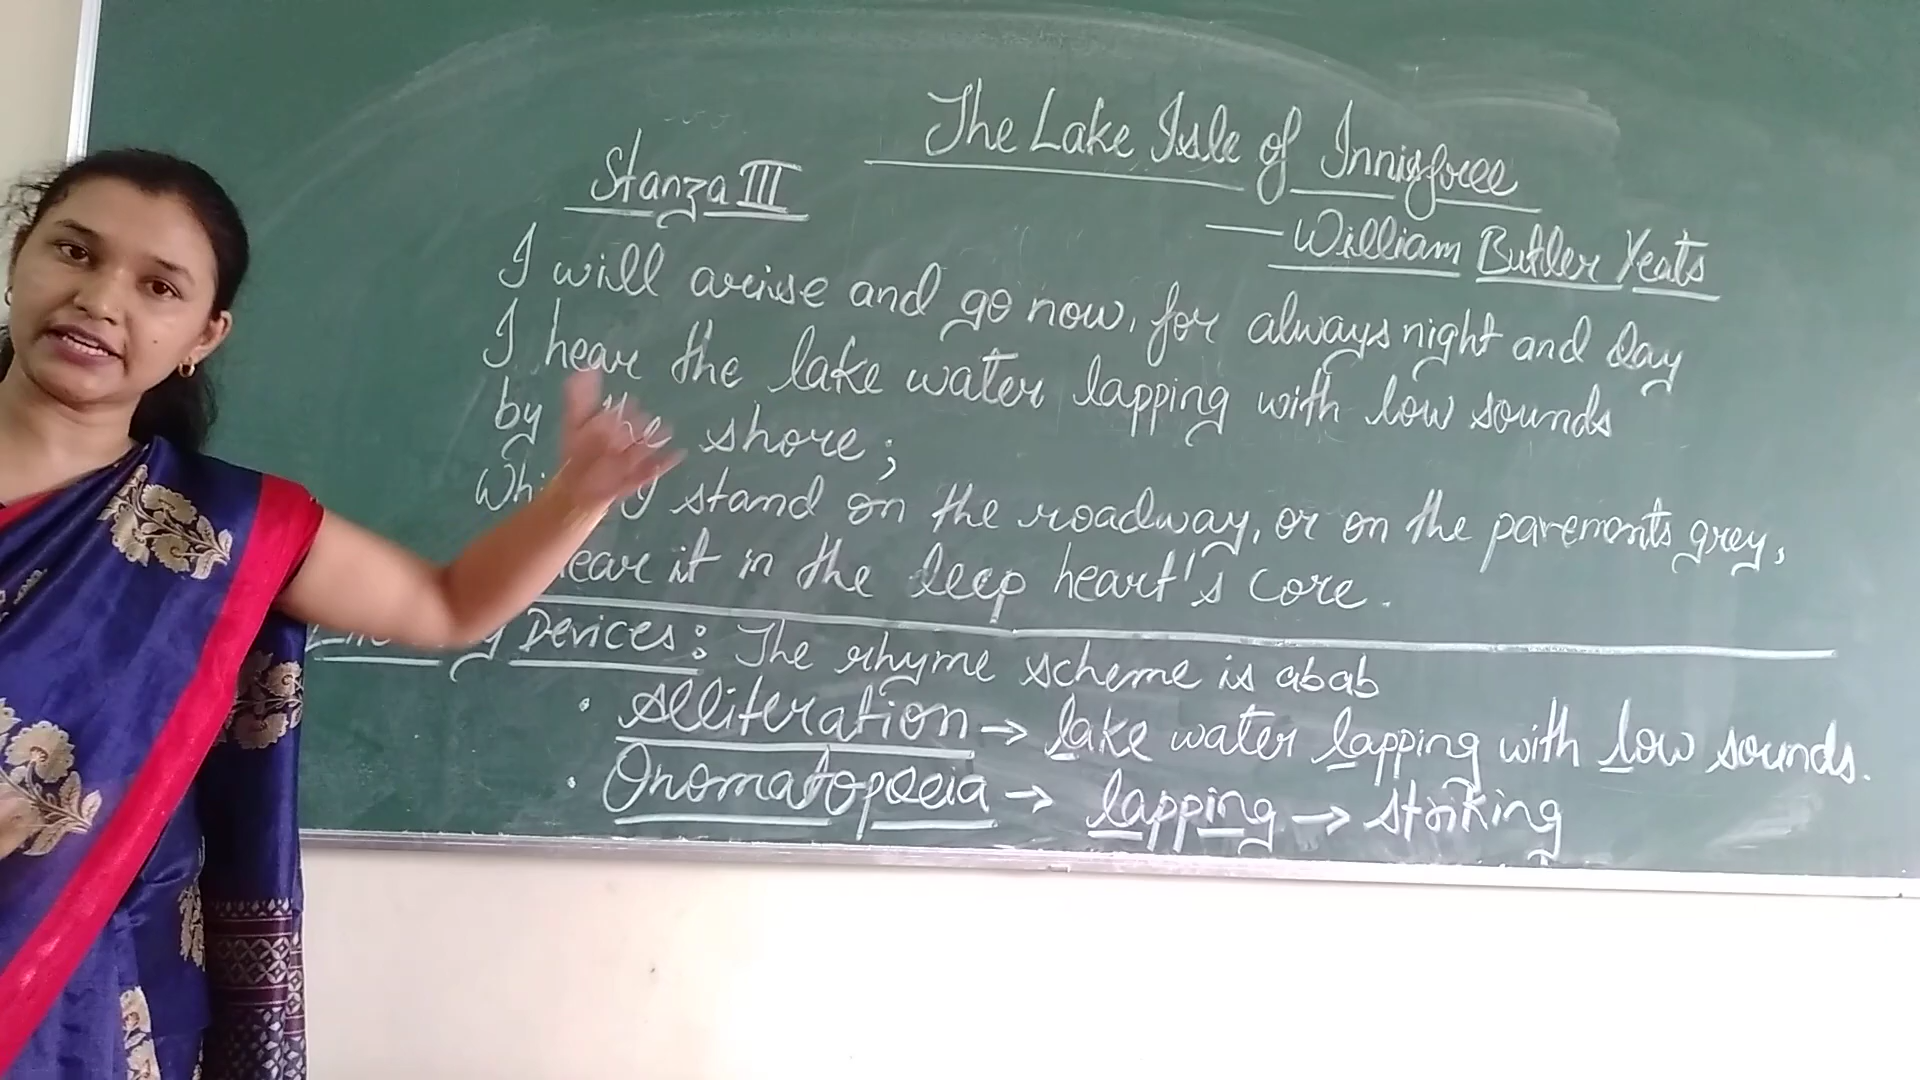 The Lake Isle of Innisfree
Stanza III
— William Butler Yeats
I will arise and go now, for always night and day
I hear the lake water lapping with low sounds
by the shore;
I stand on the roadway, or on the pavements grey,
hear it in the deep heart's core.
Devices: The rhyme scheme is abab
• Alliteration → lake water lapping with low sounds.
• Onomatopoeia → lapping → striking